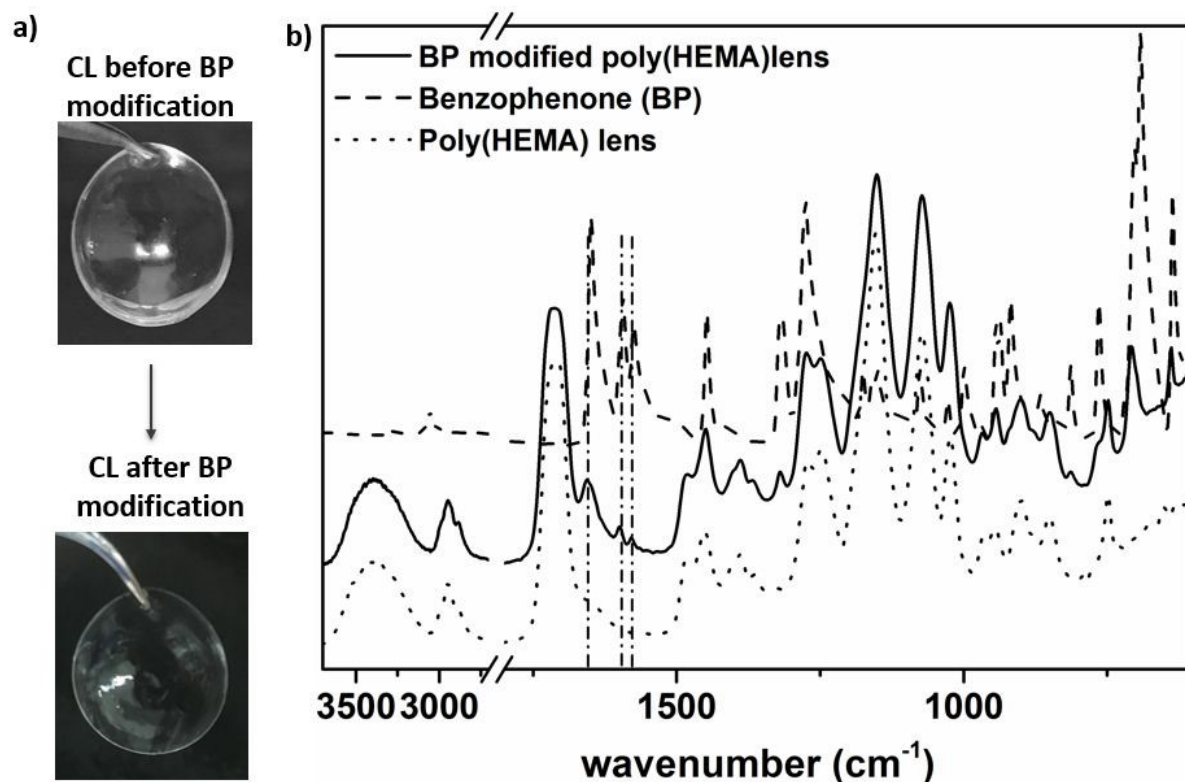 a)
CL before BP
modification
CL after BP
modification
b)
BP modified poly(HEMA)lens
Benzophenone (BP)
Poly(HEMA) lens
3500 3000 1500 1000
wavenumber (cm⁻¹)